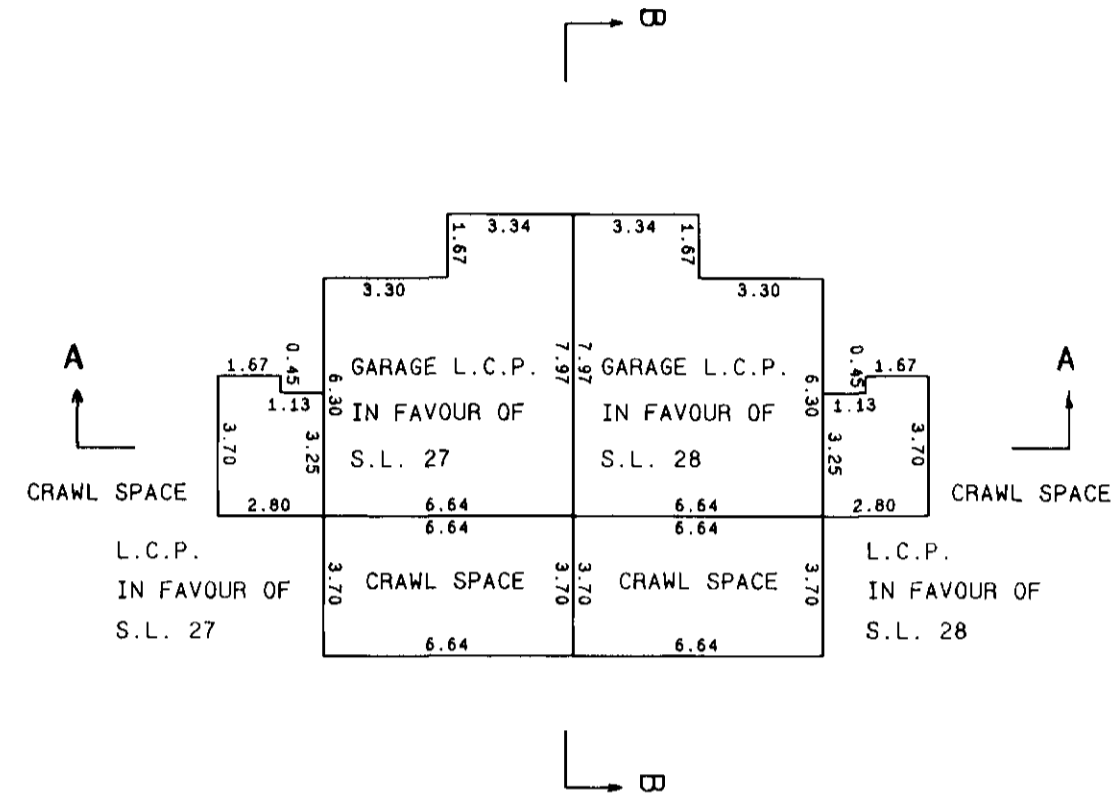 B
3.34 3.34
1.67 1.67
3.30 3.30
A A
1.67 0.45 0.45 1.67
1.13 1.13
GARAGE L.C.P.
IN FAVOUR OF
S.L. 27
GARAGE L.C.P.
IN FAVOUR OF
S.L. 28
6.30 7.97 7.97 6.30
3.70 3.25 3.25 3.70
CRAWL SPACE CRAWL SPACE
2.80 6.64 6.64 2.80
6.64 6.64
L.C.P.
IN FAVOUR OF
S.L. 27
3.70 CRAWL SPACE 3.70 3.70 CRAWL SPACE 3.70
L.C.P.
IN FAVOUR OF
S.L. 28
6.64 6.64
B